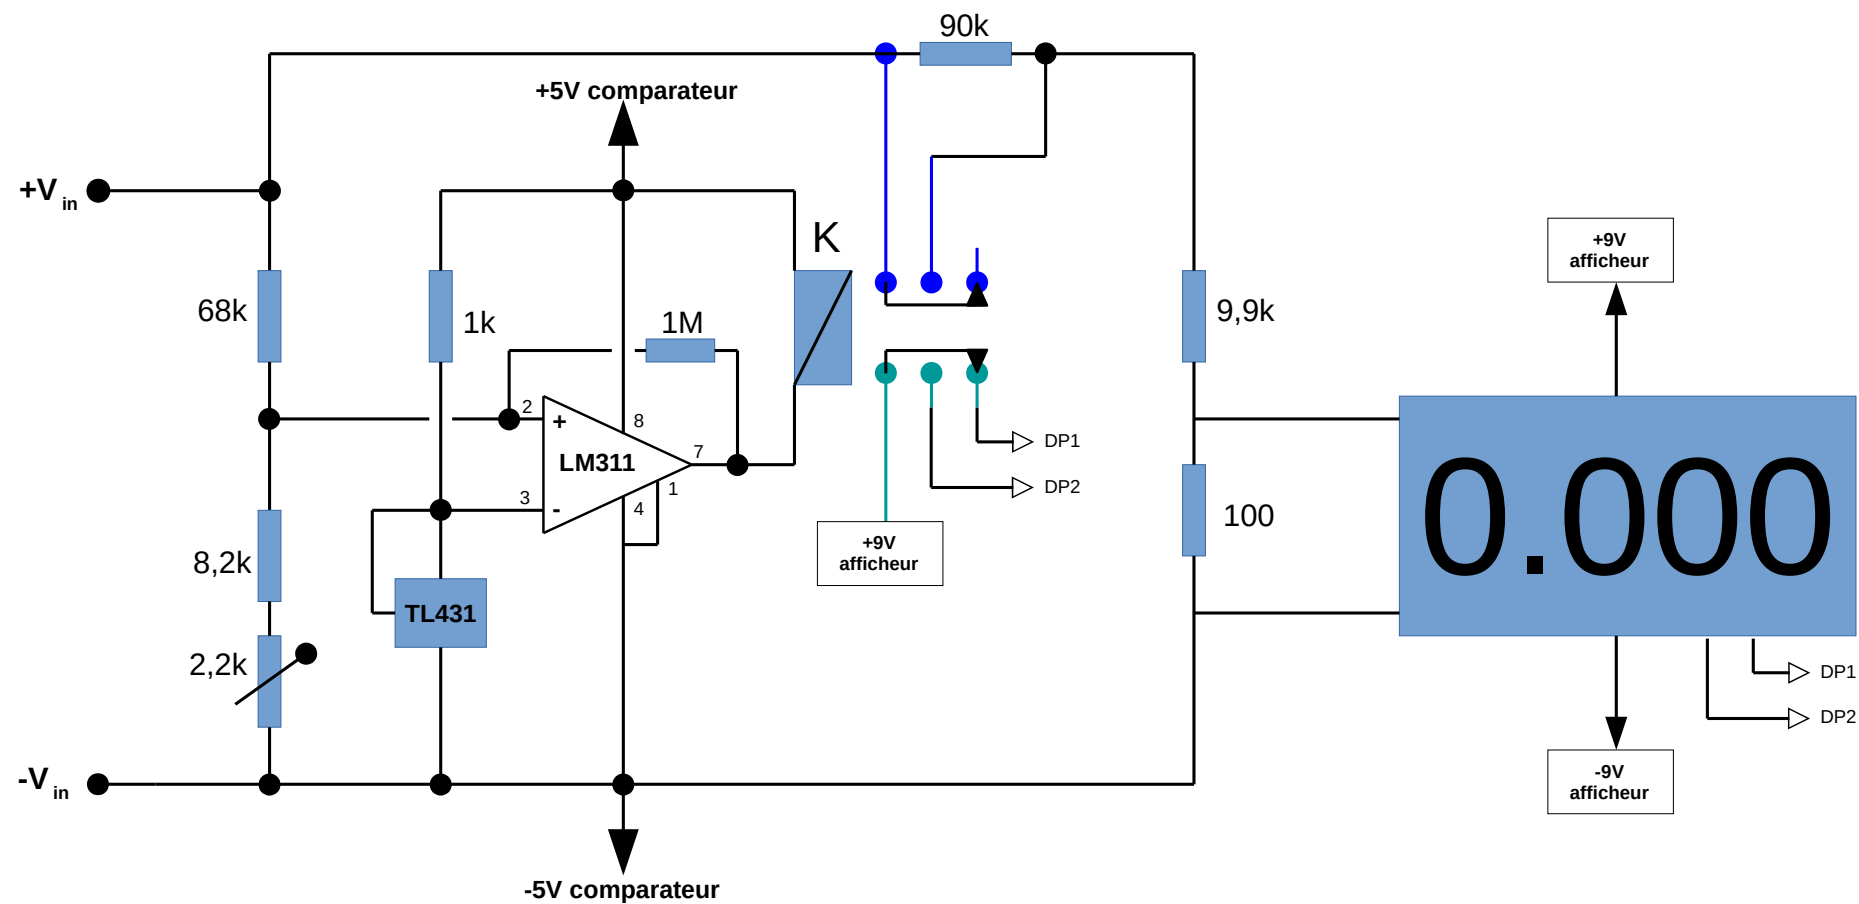 90k
+5V comparateur
+V in
K
+9V
afficheur
68k
1k
1M
9,9k
2
+
8
LM311
7
DP1
3
-
4
1
DP2
0.000
100
+9V
afficheur
8,2k
TL431
2,2k
DP1
DP2
-V in
-9V
afficheur
-5V comparateur